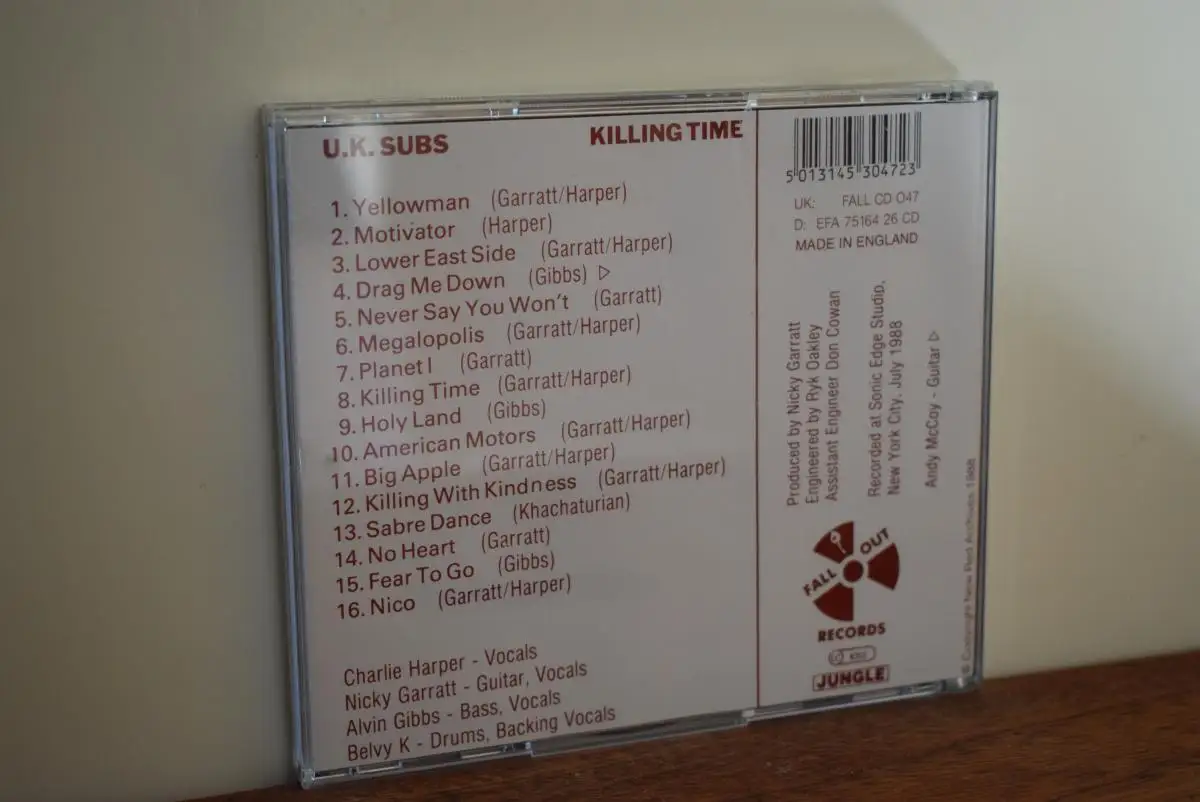 U.K. SUBS
KILLING TIME
1. Yellowman (Garratt/Harper)
2. Motivator (Harper)
3. Lower East Side (Garratt/Harper)
4. Drag Me Down (Gibbs) ▷
5. Never Say You Won't (Garratt)
6. Megalopolis (Garratt/Harper)
7. Planet I (Garratt)
8. Killing Time (Garratt/Harper)
9. Holy Land (Gibbs)
10. American Motors (Garratt/Harper)
11. Big Apple (Garratt/Harper)
12. Killing With Kindness (Garratt/Harper)
13. Sabre Dance (Khachaturian)
14. No Heart (Garratt)
15. Fear To Go (Gibbs)
16. Nico (Garratt/Harper)
Charlie Harper - Vocals
Nicky Garratt - Guitar, Vocals
Alvin Gibbs - Bass, Vocals
Belvy K - Drums, Backing Vocals
5 013145 304723
UK: FALL CD 047
D: EFA 75164 26 CD
MADE IN ENGLAND
Produced by Nicky Garratt
Engineered by Ryk Oakley
Assistant Engineer Don Cowan
Recorded at Sonic Edge Studio,
New York City, July 1988
Andy McCoy - Guitar ▷
© Copyright New Red Archives 1988
FALL OUT
RECORDS
JUNGLE